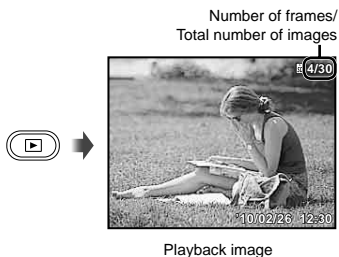 Number of frames/
Total number of images
4/30
'10/02/26 12:30
Playback image